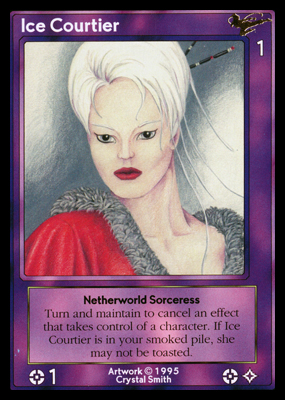 Ice Courtier
1
Netherworld Sorceress
Turn and maintain to cancel an effect
that takes control of a character. If Ice
Courtier is in your smoked pile, she
may not be toasted.
1
Artwork © 1995
Crystal Smith